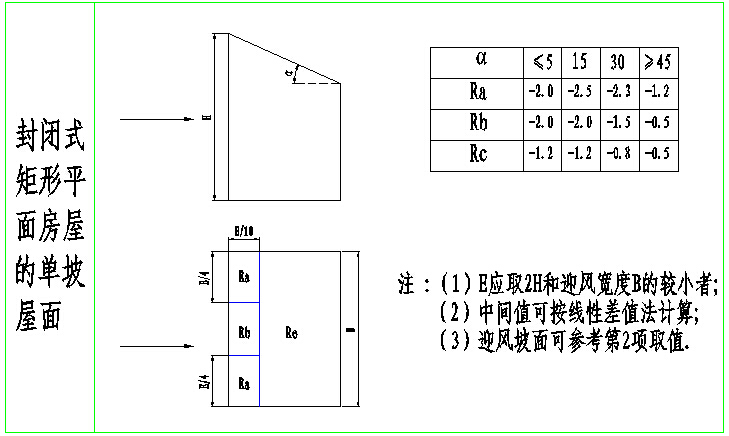 封闭式
矩形平
面房屋
的单坡
屋面
α
H
E/10
E/4
Ra
Rb
Rc
Ra
E/4
B
α ≤5 15 30 ≥45
Ra -2.0 -2.5 -2.3 -1.2
Rb -2.0 -2.0 -1.5 -0.5
Rc -1.2 -1.2 -0.8 -0.5
注：(1)E应取2H和迎风宽度B的较小者;
(2)中间值可按线性差值法计算;
(3)迎风坡面可参考第2项取值.